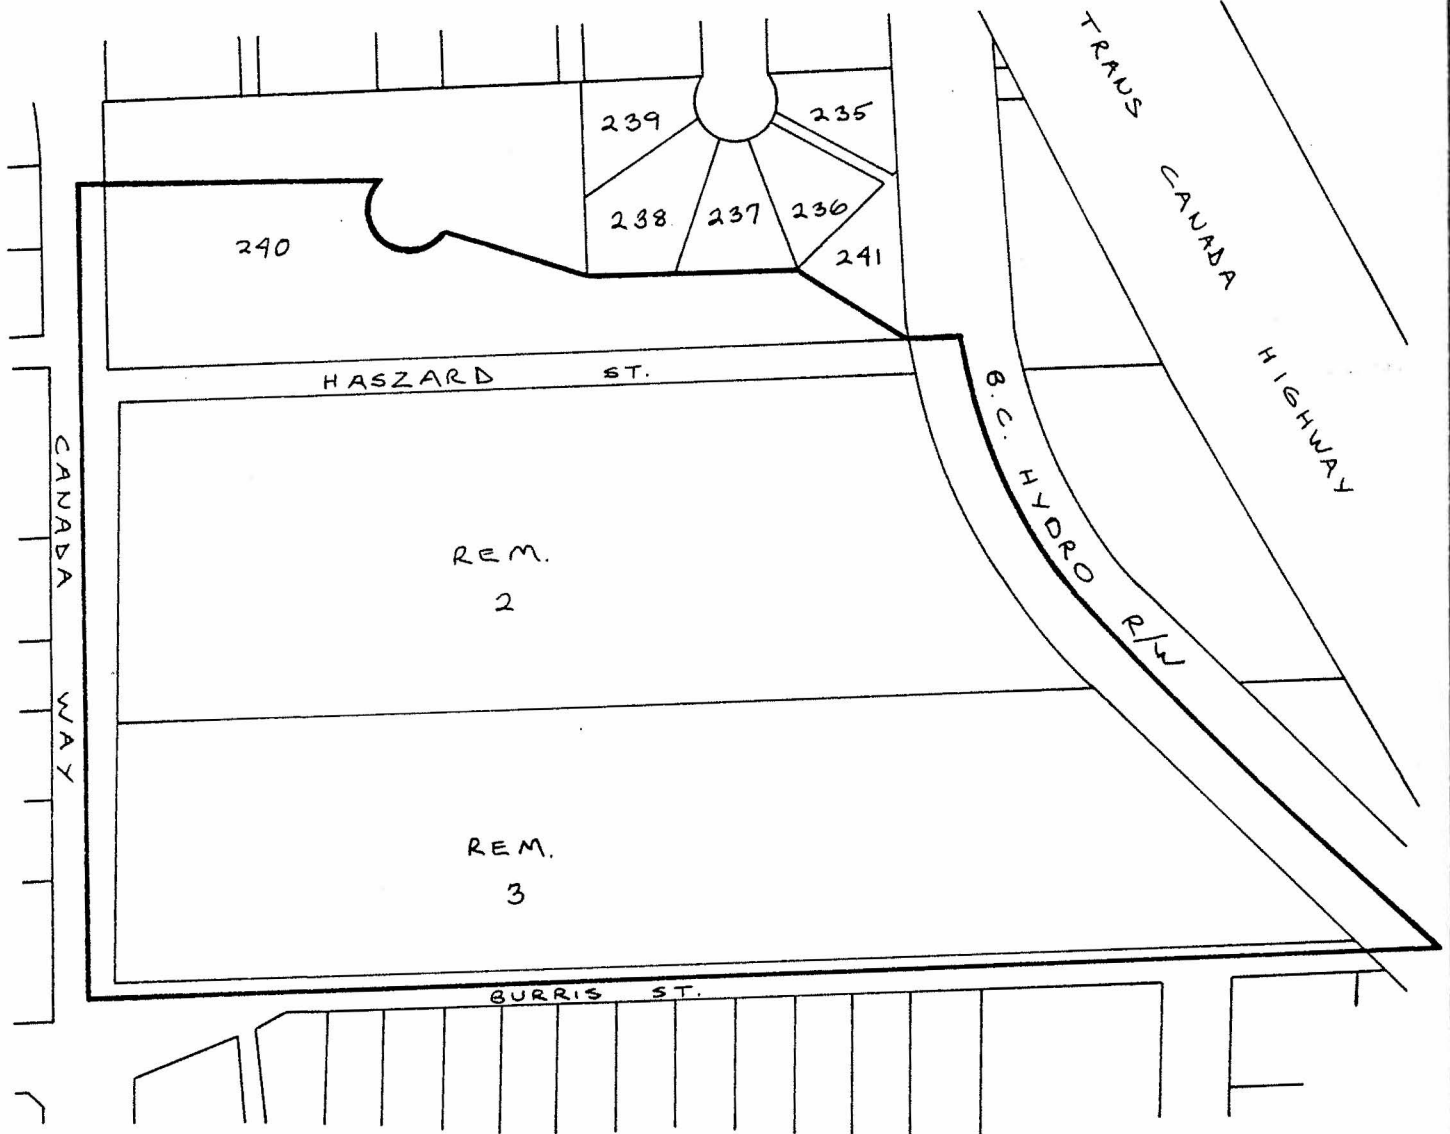 TRANS CANADA HIGHWAY
239
235
238
237
236
240
241
HASZARD ST.
B.C. HYDRO R/W
CANADA WAY
REM.
2
REM.
3
BURRIS ST.